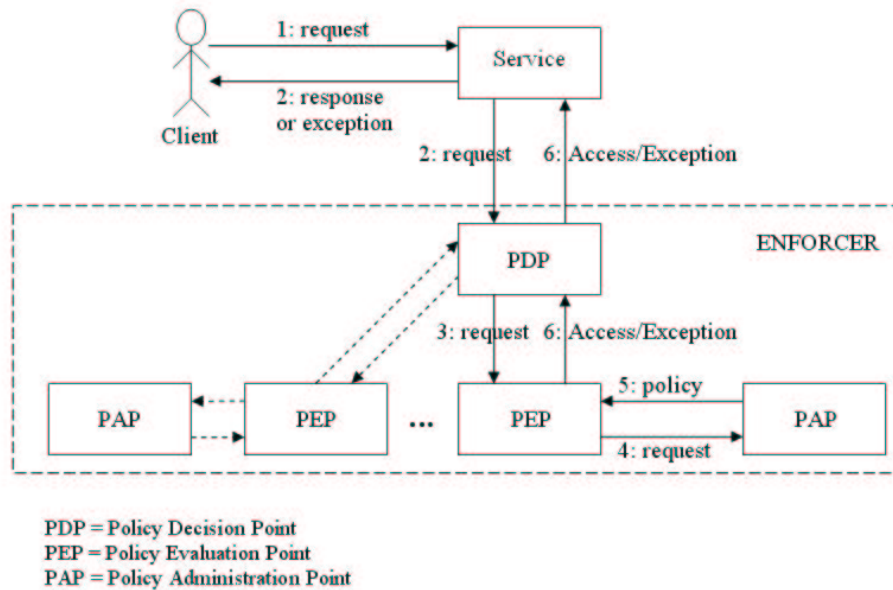 1: request
Service
2: response
or exception
Client
2: request
6: Access/Exception
ENFORCER
PDP
3: request
6: Access/Exception
5: policy
PAP
PEP
...
PEP
PAP
4: request
PDP = Policy Decision Point
PEP = Policy Evaluation Point
PAP = Policy Administration Point